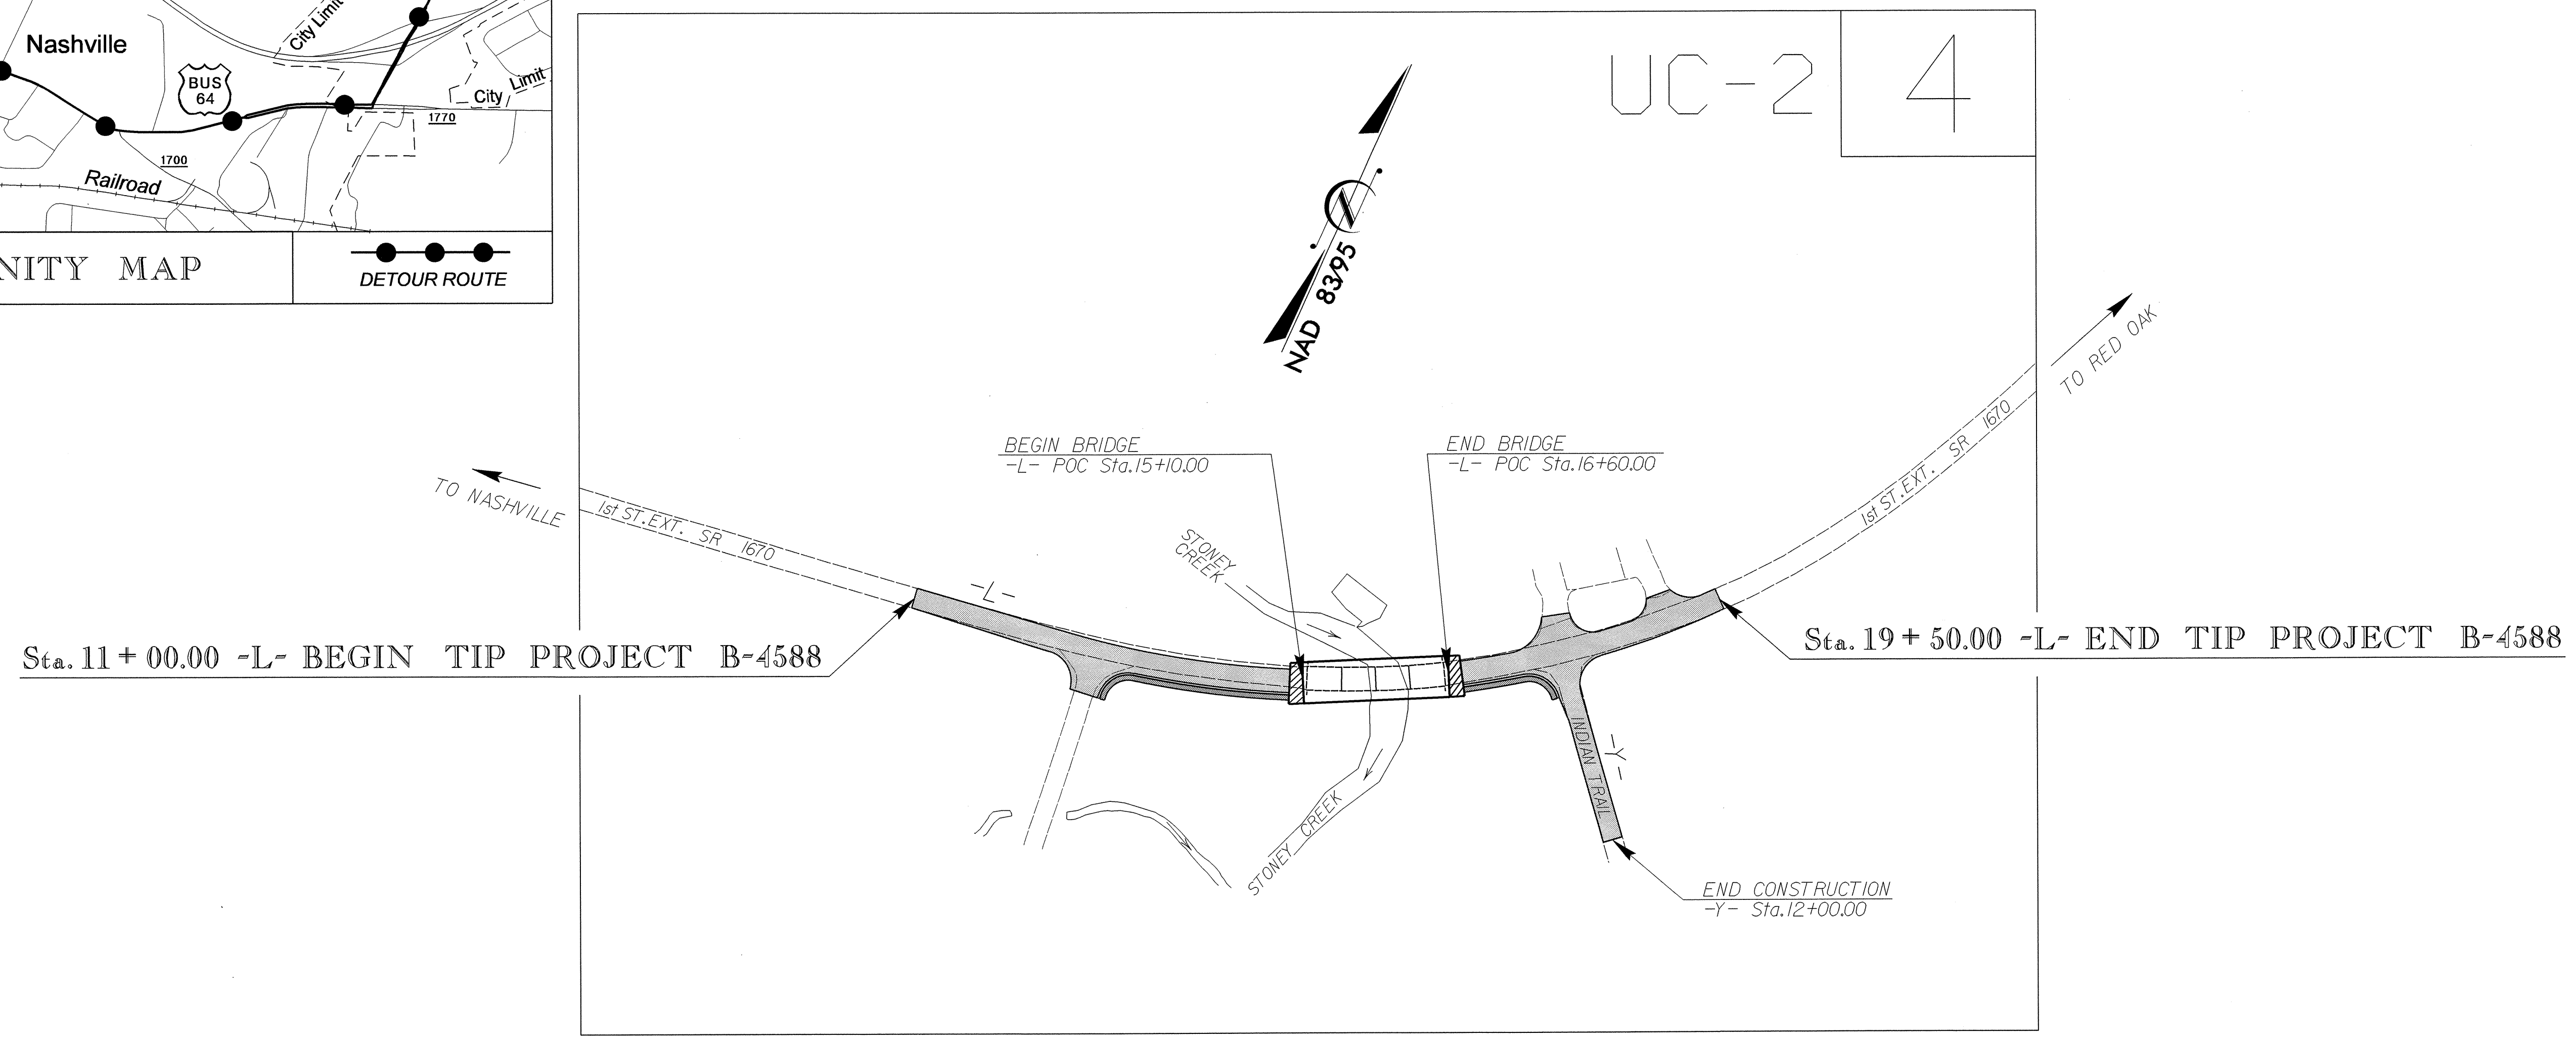 City Limit
Nashville
BUS
64
City Limit
1770
1700
Railroad
NITY MAP
DETOUR ROUTE
UC-2
4
NAD 83/95
TO RED OAK
BEGIN BRIDGE
-L- POC Sta.15+10.00
END BRIDGE
-L- POC Sta.16+60.00
1st ST.EXT. SR 1670
TO NASHVILLE
1st ST.EXT. SR 1670
STONEY
CREEK
-L-
Sta. 11 + 00.00 -L- BEGIN TIP PROJECT B-4588
Sta. 19 + 50.00 -L- END TIP PROJECT B-4588
INDIAN TRAIL
-Y-
STONEY CREEK
END CONSTRUCTION
-Y- Sta.12+00.00